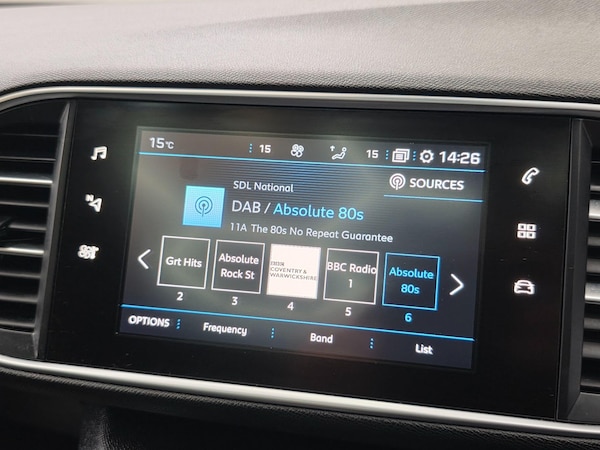 15°C 15 15 14:26
SDL National
SOURCES
DAB / Absolute 80s
11A The 80s No Repeat Guarantee
Grt Hits
Absolute
Rock St
BBC
COVENTRY &
WARWICKSHIRE
BBC Radio
1
Absolute
80s
2 3 4 5 6
OPTIONS Frequency Band List
N